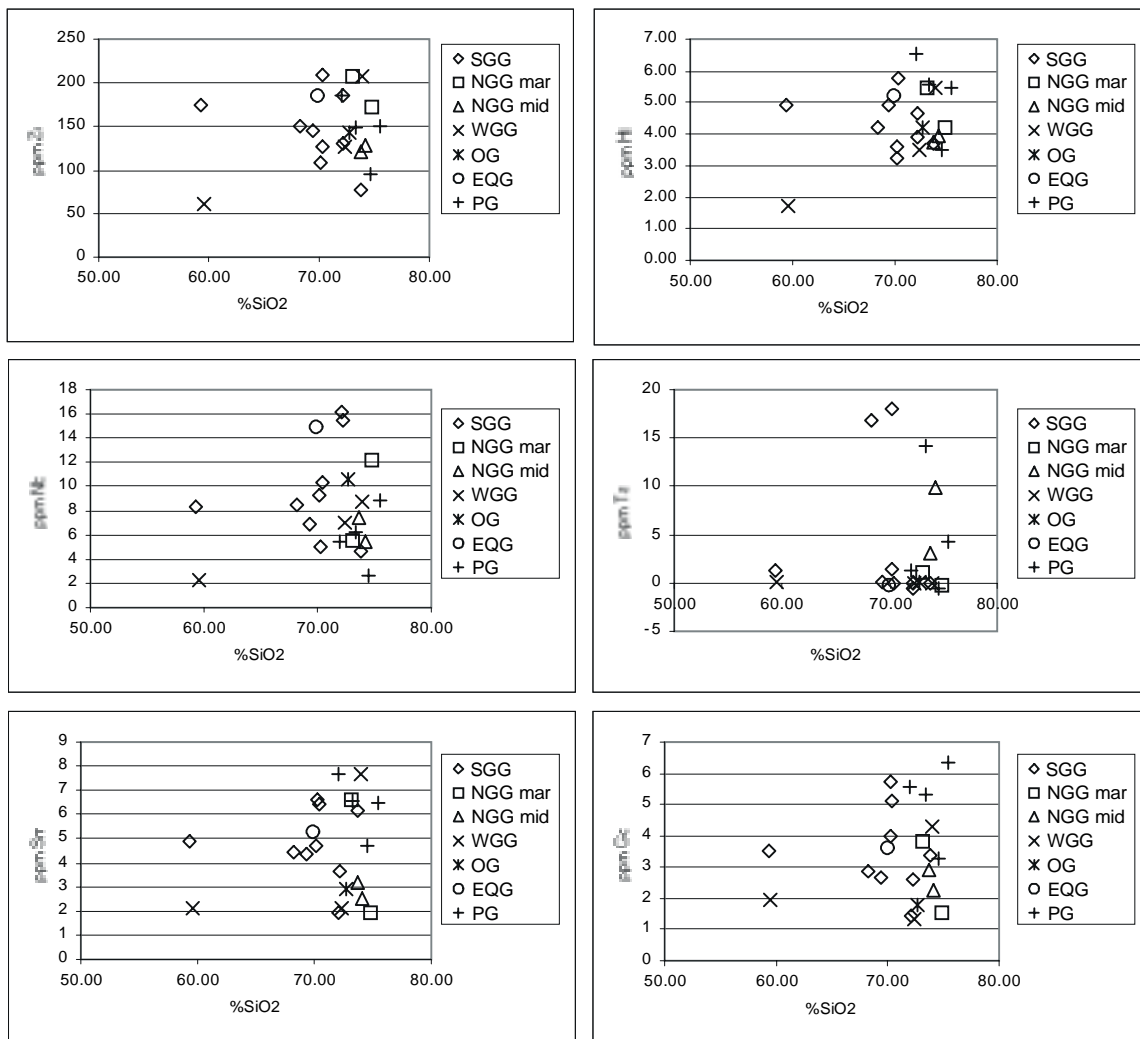 250
200
150
100
50
0
ppm
50.00 60.00 70.00 80.00
%SiO2
SGG
NGG mar
NGG mid
WGG
OG
EQG
PG
7.00
6.00
5.00
4.00
3.00
2.00
1.00
0.00
ppm
50.00 60.00 70.00 80.00
%SiO2
SGG
NGG mar
NGG mid
WGG
OG
EQG
PG
18
16
14
12
10
8
6
4
2
0
ppm
50.00 60.00 70.00 80.00
%SiO2
SGG
NGG mar
NGG mid
WGG
OG
EQG
PG
20
15
10
5
0
-5
ppm
50.00 60.00 70.00 80.00
%SiO2
SGG
NGG mar
NGG mid
WGG
OG
EQG
PG
9
8
7
6
5
4
3
2
1
0
ppm
50.00 60.00 70.00 80.00
%SiO2
SGG
NGG mar
NGG mid
WGG
OG
EQG
PG
7
6
5
4
3
2
1
0
ppm
50.00 60.00 70.00 80.00
%SiO2
SGG
NGG mar
NGG mid
WGG
OG
EQG
PG